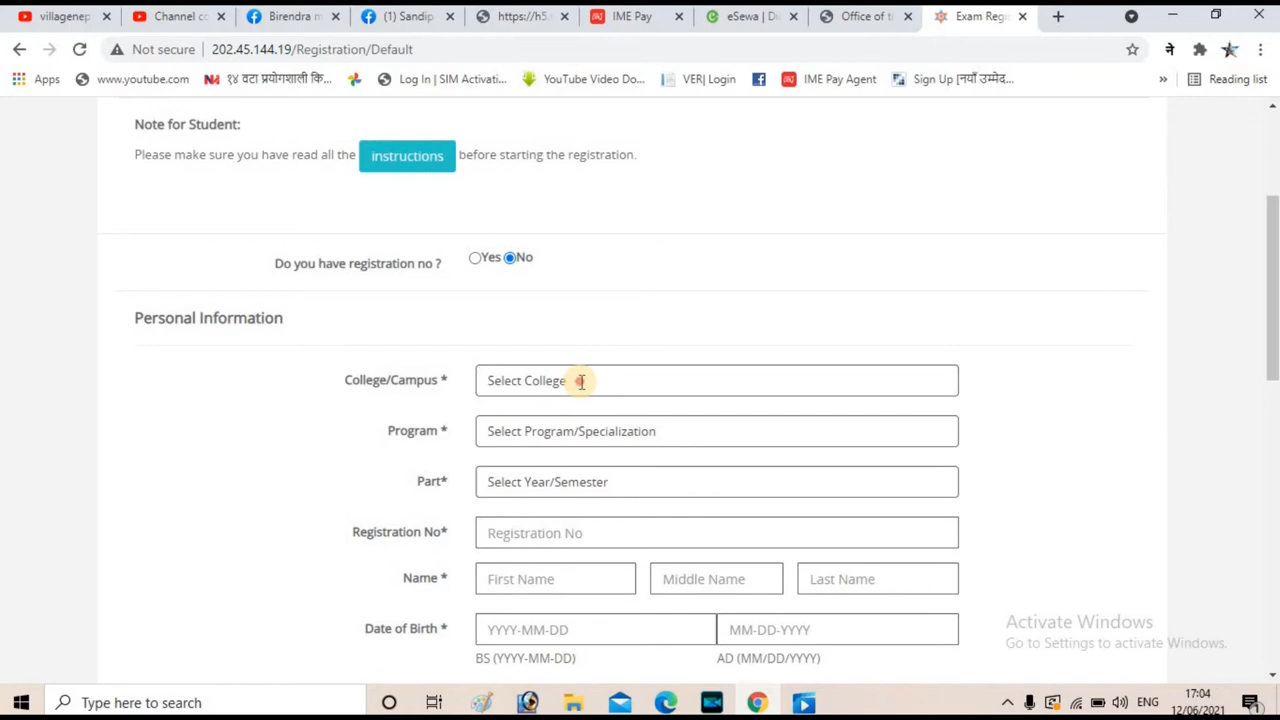 villagenep
Channel co
Birendra m
(1) Sandip
https://h5.
IME Pay
eSewa | Di
Office of t
Exam Regi
Not secure
202.45.144.19/Registration/Default
Apps
www.youtube.com
१४ वटा प्रयोगशाली कि...
Log In | SIM Activati...
YouTube Video Do...
VER| Login
IME Pay Agent
Sign Up [नयाँ उम्मेद...
Reading list
Note for Student:
Please make sure you have read all the instructions before starting the registration.
Do you have registration no ?
Yes No
Personal Information
College/Campus *
Select College
Program *
Select Program/Specialization
Part*
Select Year/Semester
Registration No*
Registration No
Name *
First Name
Middle Name
Last Name
Date of Birth *
YYYY-MM-DD
MM-DD-YYYY
BS (YYYY-MM-DD)
AD (MM/DD/YYYY)
Activate Windows
Go to Settings to activate Windows.
Type here to search
ENG
17:04
12/06/2021